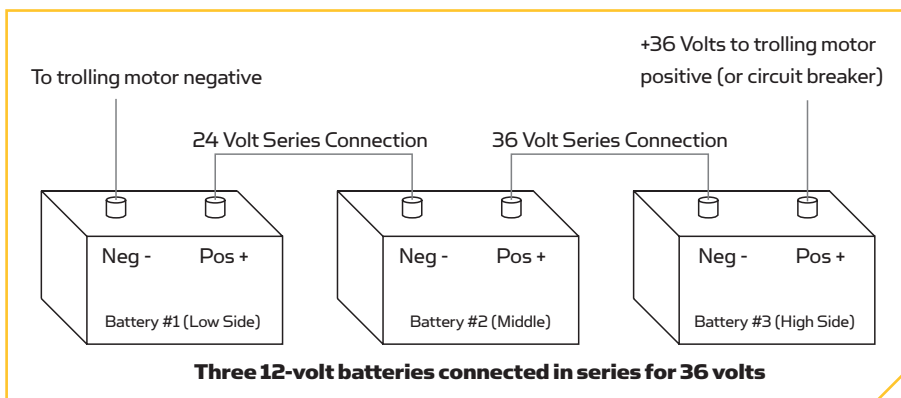 +36 Volts to trolling motor
positive (or circuit breaker)
To trolling motor negative
24 Volt Series Connection
36 Volt Series Connection
Neg -
Pos +
Neg -
Pos +
Neg -
Pos +
Battery #1 (Low Side)
Battery #2 (Middle)
Battery #3 (High Side)
Three 12-volt batteries connected in series for 36 volts